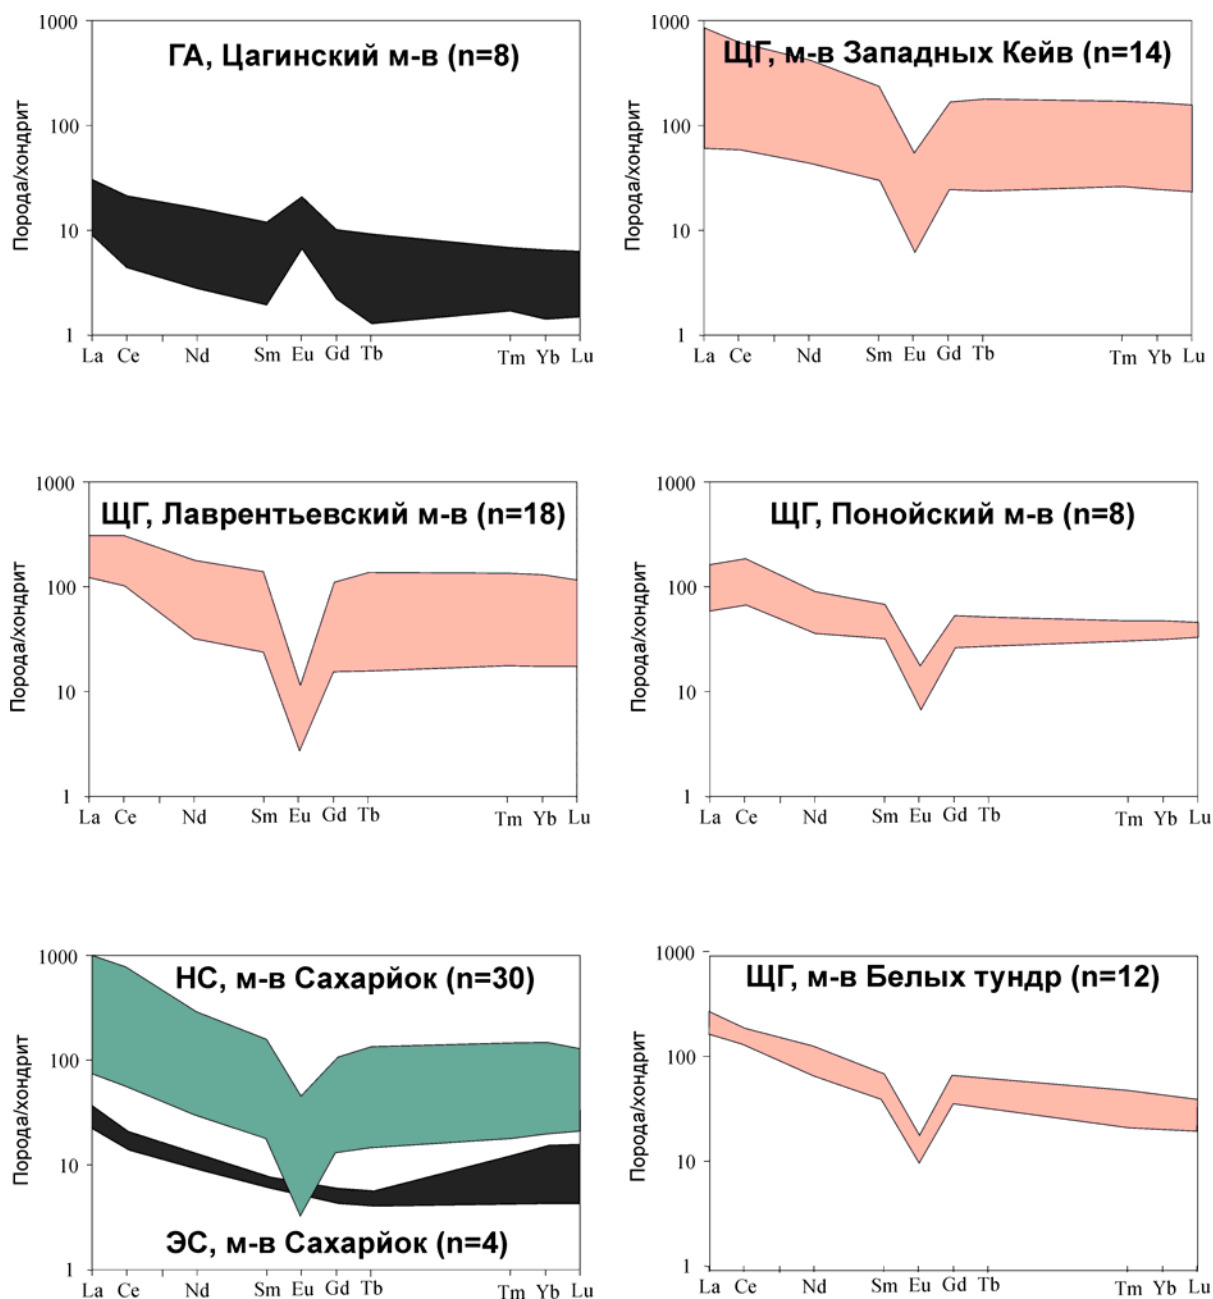 ГА, Цагинский м-в (n=8)
Порода/хондрит
1000
100
10
1
La Ce Nd Sm Eu Gd Tb Tm Yb Lu
ЩГ, м-в Западных Кейв (n=14)
Порода/хондрит
1000
100
10
1
La Ce Nd Sm Eu Gd Tb Tm Yb Lu
ЩГ, Лаврентьевский м-в (n=18)
Порода/хондрит
1000
100
10
1
La Ce Nd Sm Eu Gd Tb Tm Yb Lu
ЩГ, Понойский м-в (n=8)
Порода/хондрит
1000
100
10
1
La Ce Nd Sm Eu Gd Tb Tm Yb Lu
НС, м-в Сахарйок (n=30)
Порода/хондрит
1000
100
10
1
ЭС, м-в Сахарйок (n=4)
La Ce Nd Sm Eu Gd Tb Tm Yb Lu
ЩГ, м-в Белых тундр (n=12)
Порода/хондрит
1000
100
10
1
La Ce Nd Sm Eu Gd Tb Tm Yb Lu